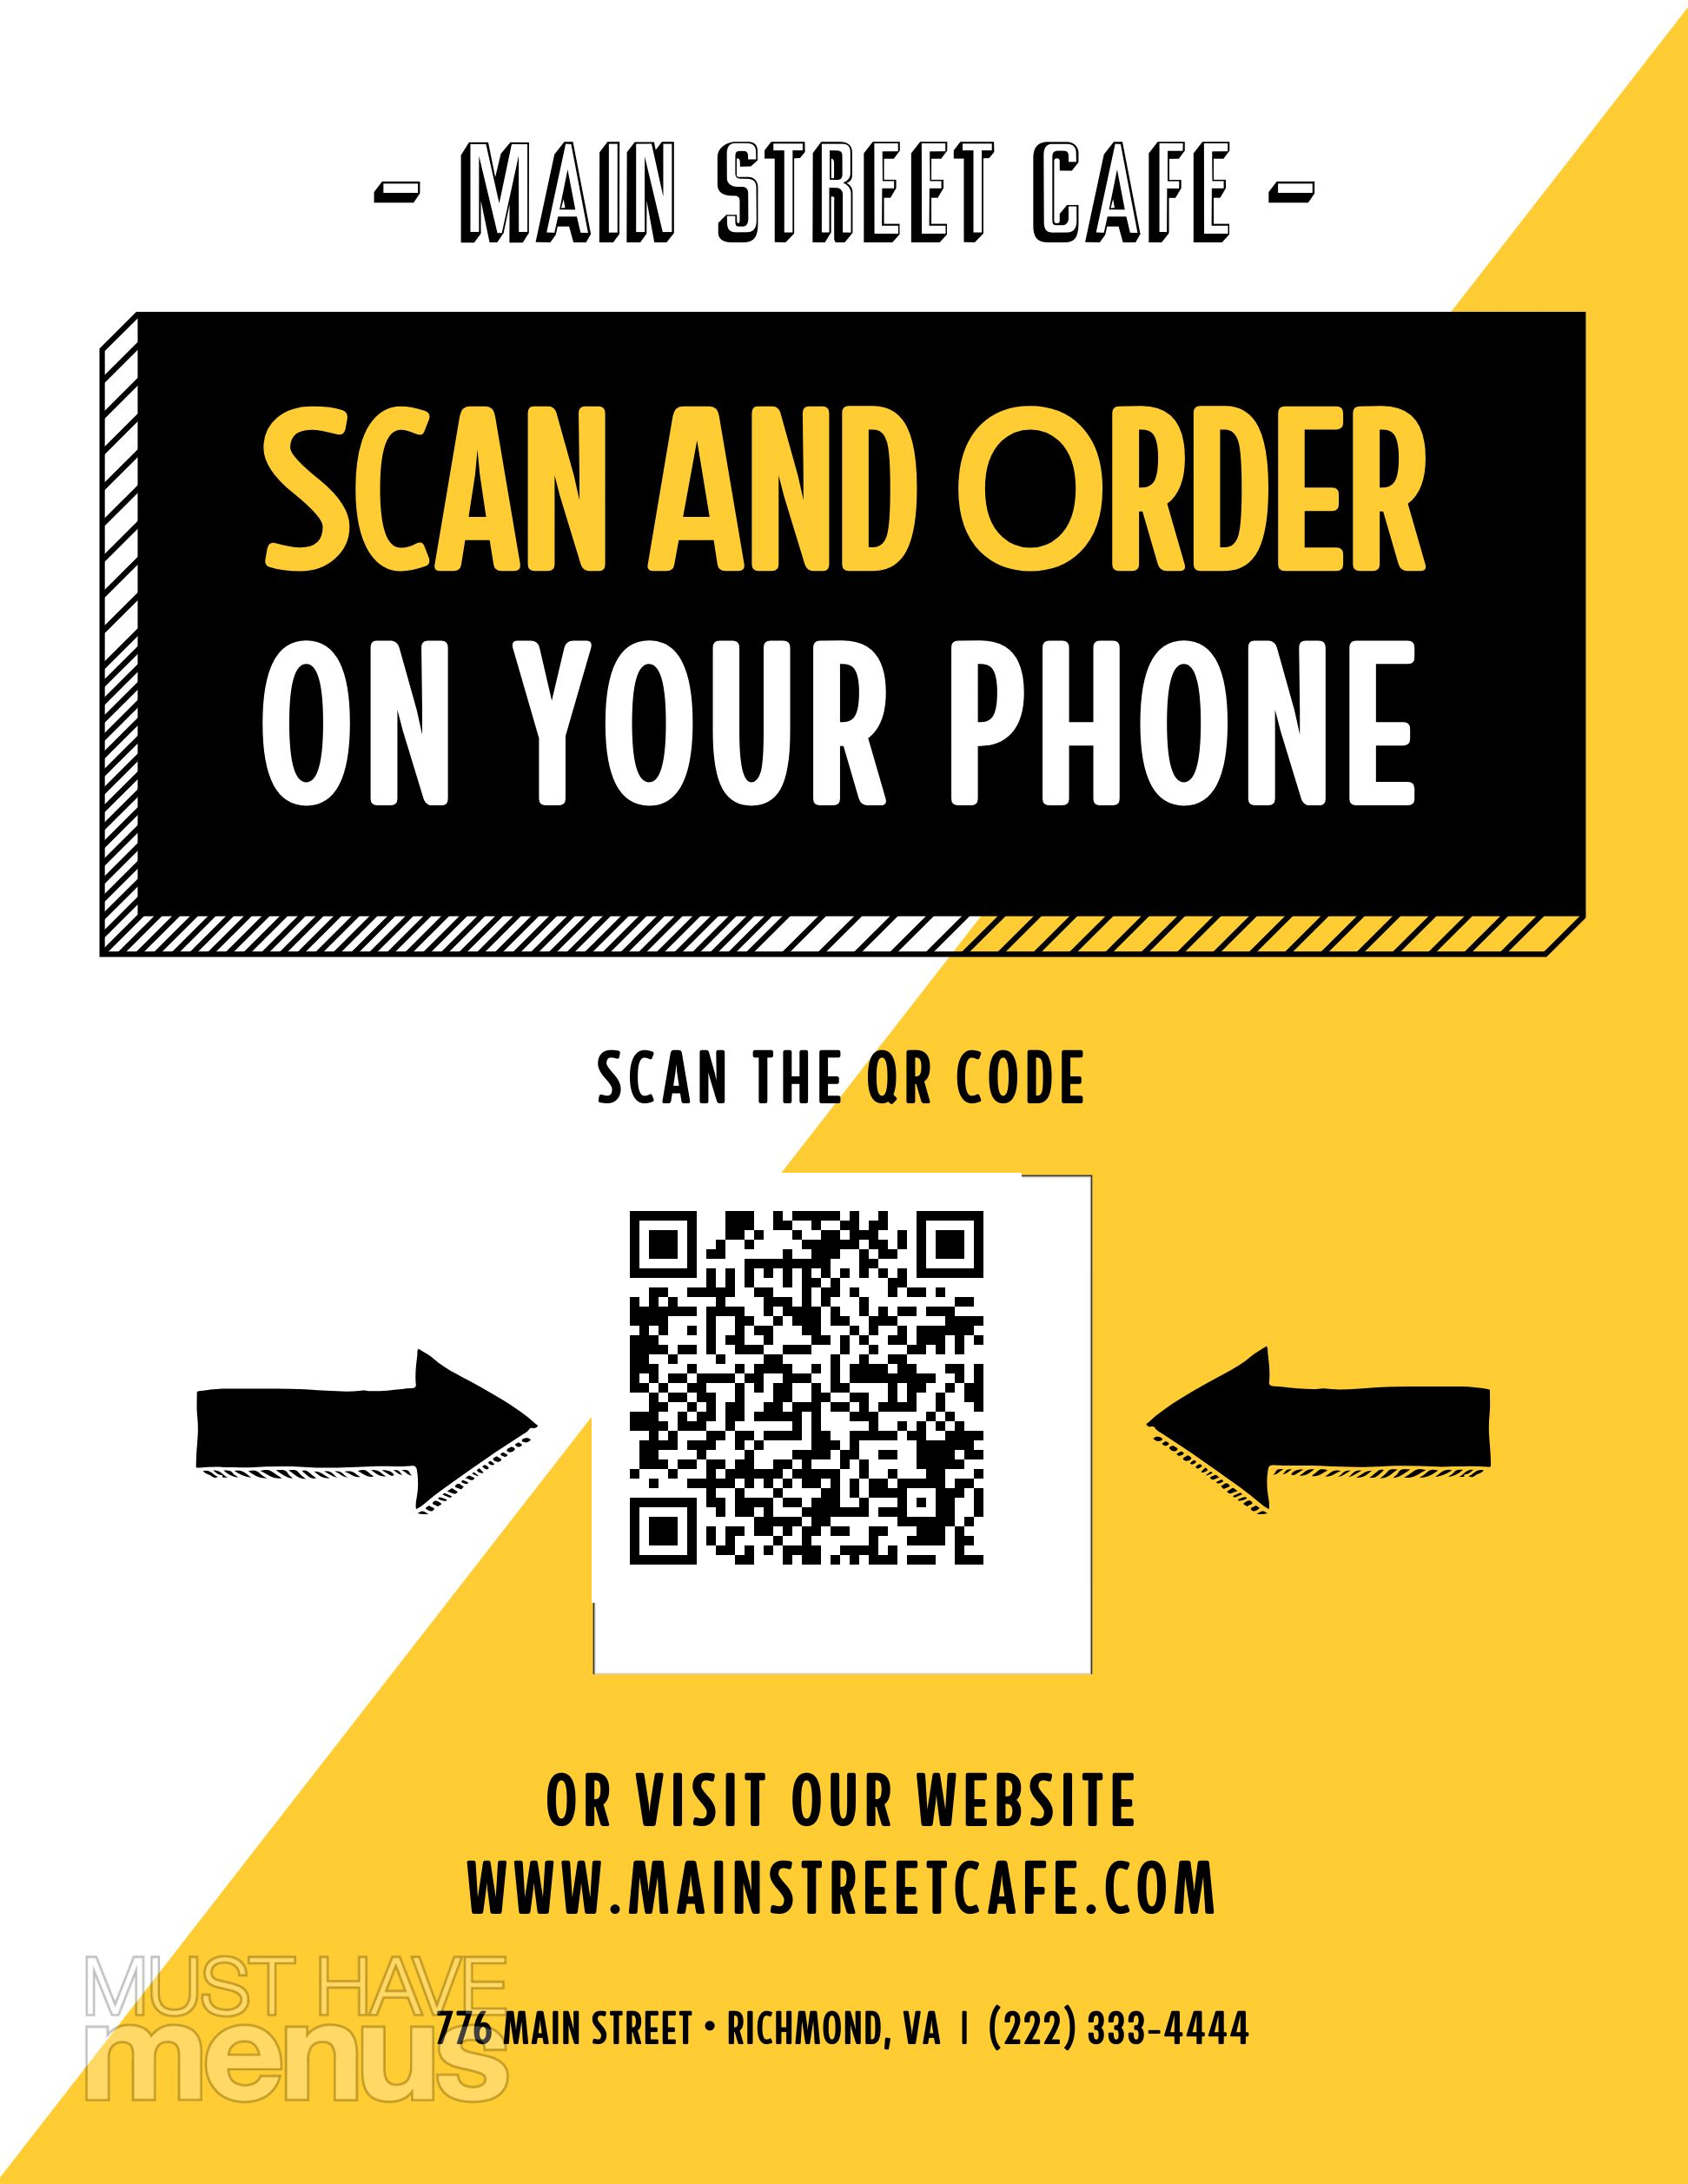 - MAIN STREET CAFE -
SCAN AND ORDER
ON YOUR PHONE
SCAN THE QR CODE
OR VISIT OUR WEBSITE
WWW.MAINSTREETCAFE.COM
MUST HAVE
menus
776 MAIN STREET • RICHMOND, VA | (222) 333-4444